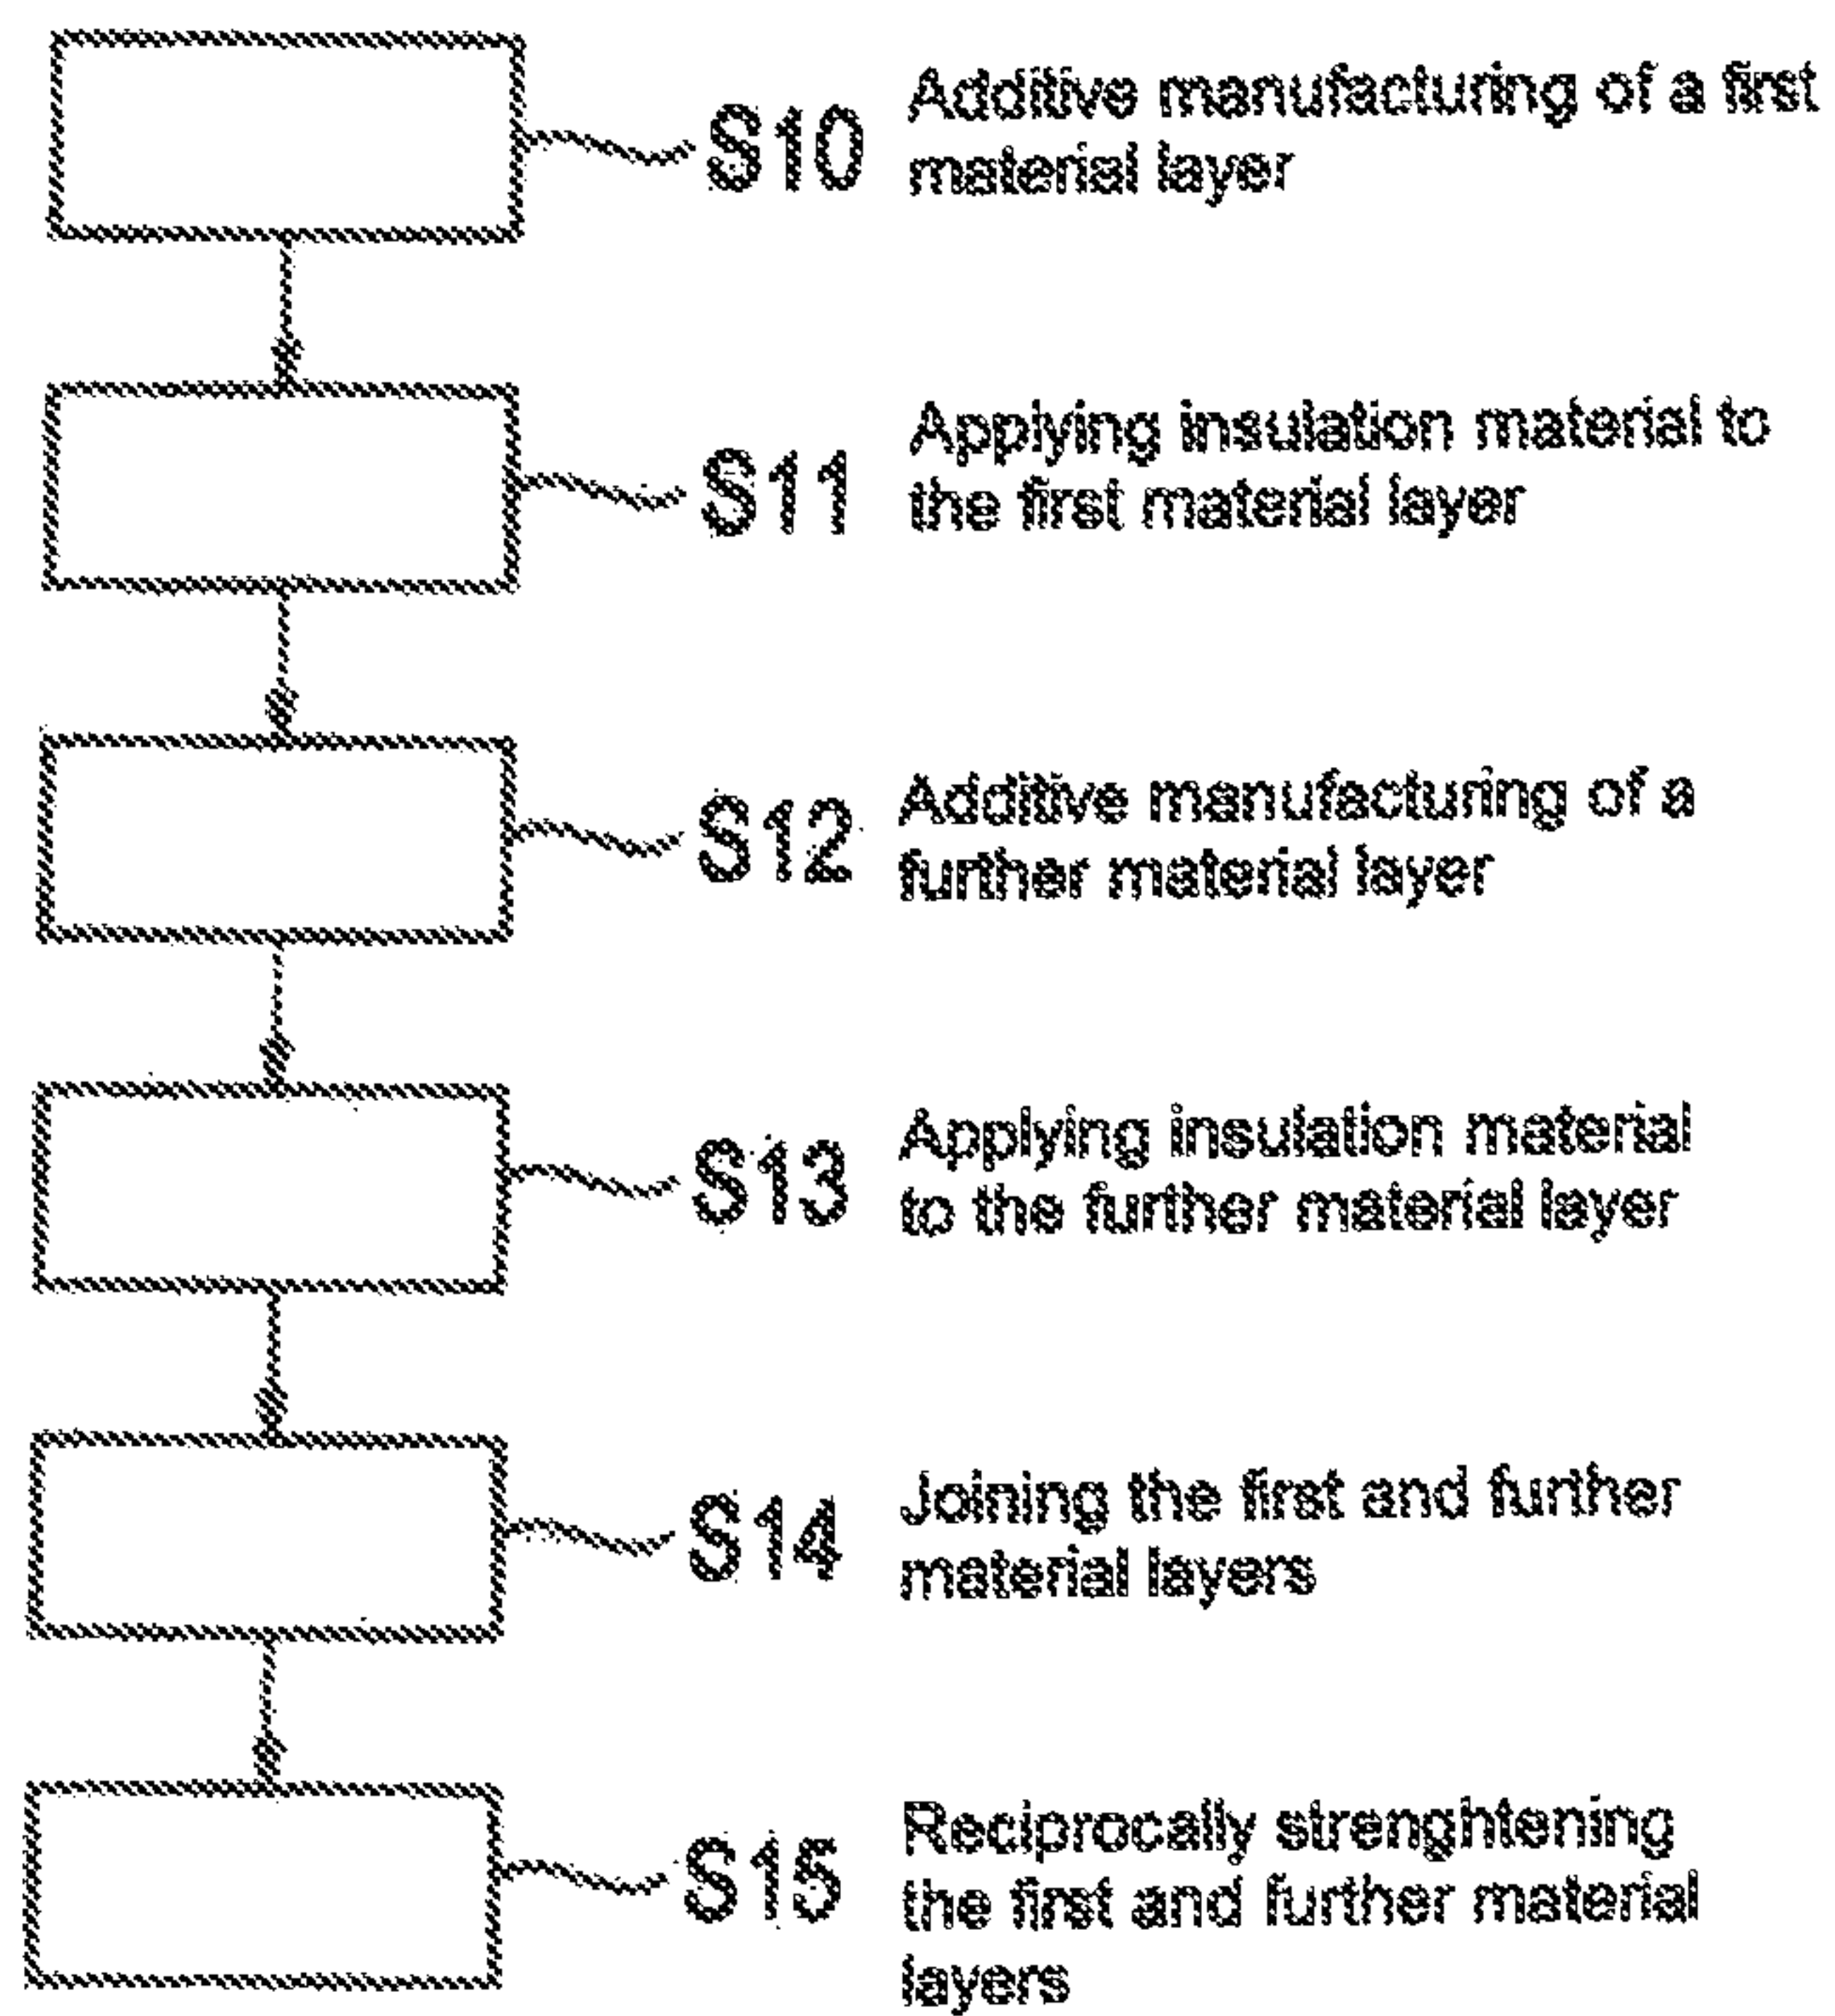 S10 Additive manufacturing of a first
material layer
S11 Applying insulation material to
the first material layer
S12 Additive manufacturing of a
further material layer
S13 Applying insulation material
to the further material layer
S14 Joining the first and further
material layers
S15 Reciprocally strenghtening
the first and further material
layers